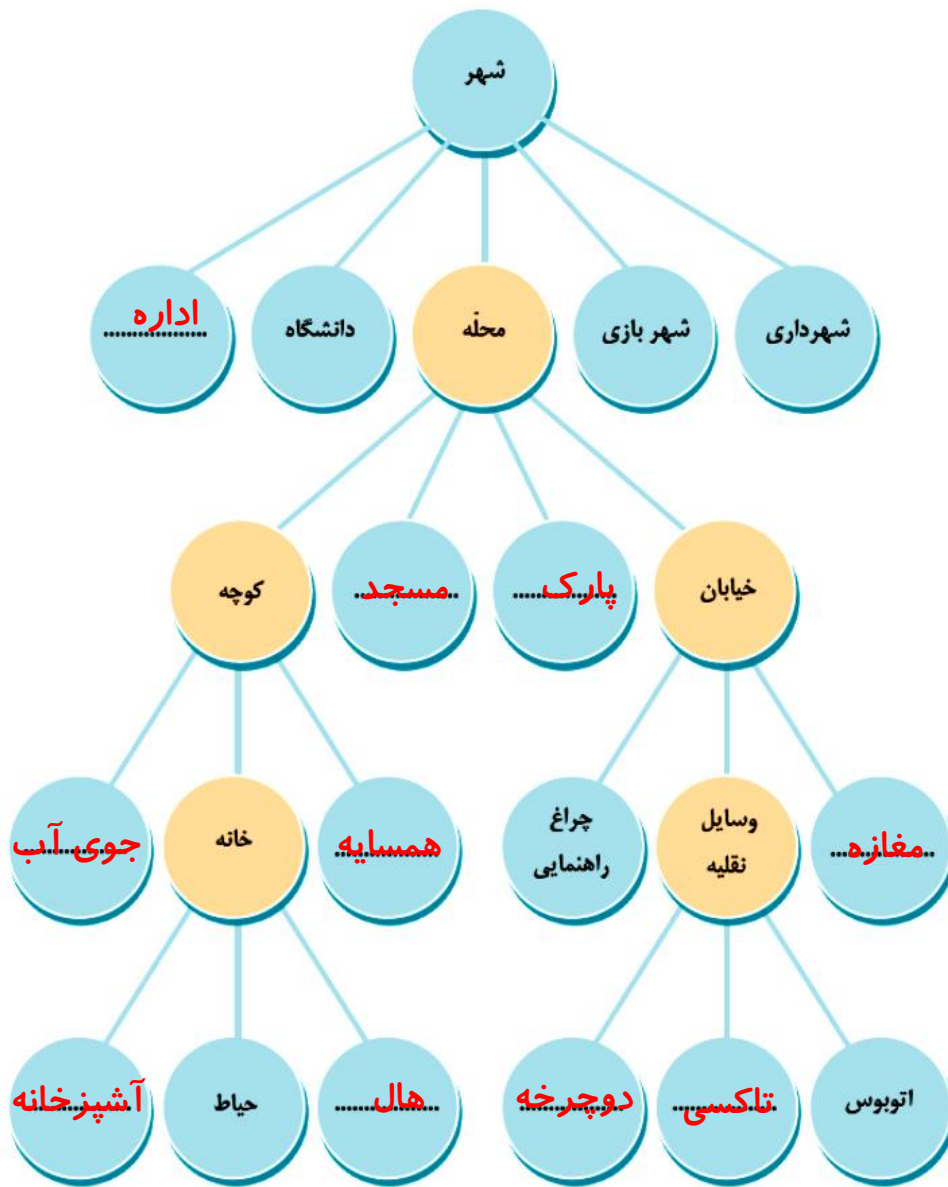 شهر
شهرداری
شهر بازی
محلّه
دانشگاه
اداره
خیابان
پارک
مسجد
کوچه
مغازه
وسایل
نقلیه
چراغ
راهنمایی
همسایه
خانه
جوی آب
اتوبوس
تاکسی
دوچرخه
هال
حیاط
آشپزخانه